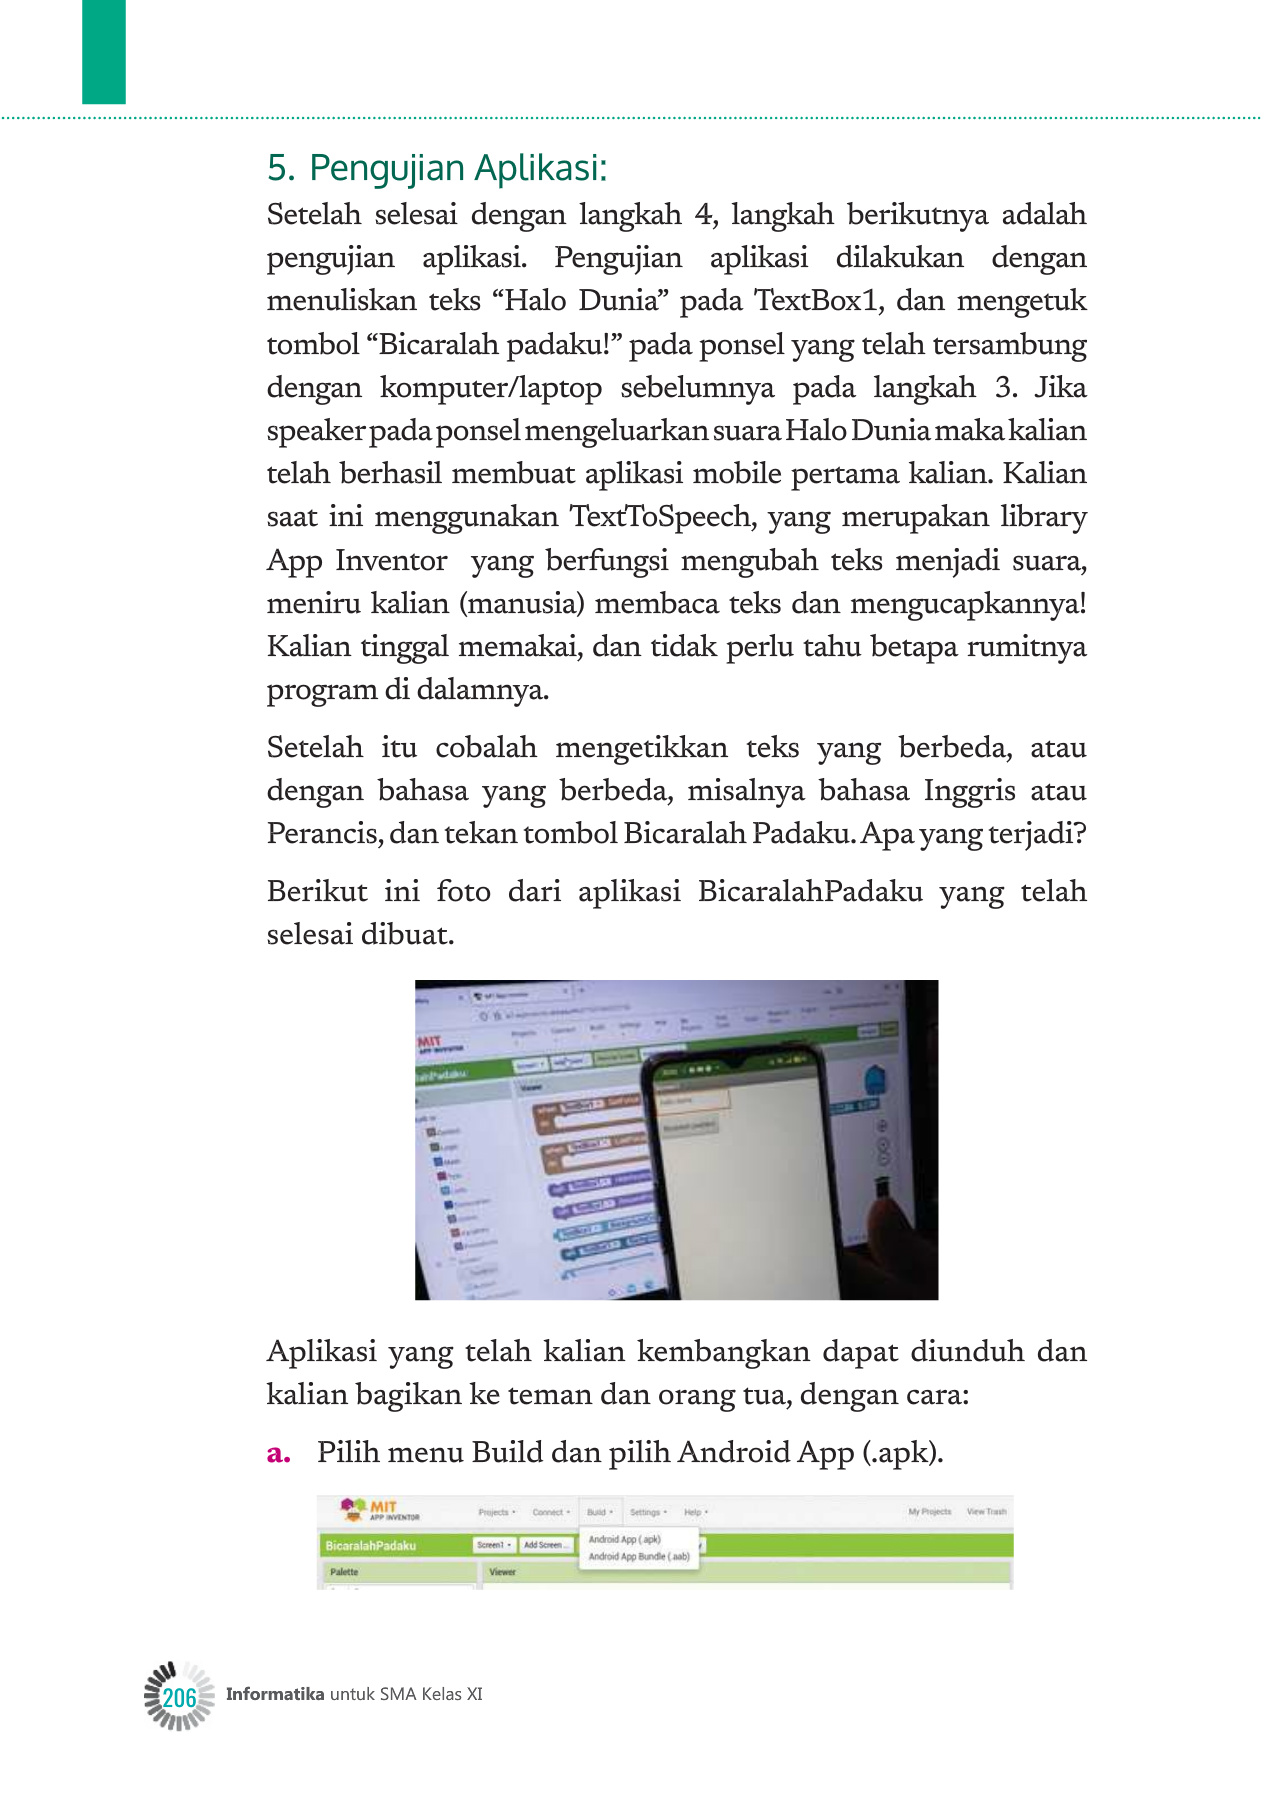 5. Pengujian Aplikasi:
Setelah selesai dengan langkah 4, langkah berikutnya adalah
pengujian aplikasi. Pengujian aplikasi dilakukan dengan
menuliskan teks “Halo Dunia” pada TextBox1, dan mengetuk
tombol “Bicaralah padaku!” pada ponsel yang telah tersambung
dengan komputer/laptop sebelumnya pada langkah 3. Jika
speaker pada ponsel mengeluarkan suara Halo Dunia maka kalian
telah berhasil membuat aplikasi mobile pertama kalian. Kalian
saat ini menggunakan TextToSpeech, yang merupakan library
App Inventor yang berfungsi mengubah teks menjadi suara,
meniru kalian (manusia) membaca teks dan mengucapkannya!
Kalian tinggal memakai, dan tidak perlu tahu betapa rumitnya
program di dalamnya.
Setelah itu cobalah mengetikkan teks yang berbeda, atau
dengan bahasa yang berbeda, misalnya bahasa Inggris atau
Perancis, dan tekan tombol Bicaralah Padaku. Apa yang terjadi?
Berikut ini foto dari aplikasi BicaralahPadaku yang telah
selesai dibuat.
MIT
APP INVENTOR
Viewer
Aplikasi yang telah kalian kembangkan dapat diunduh dan
kalian bagikan ke teman dan orang tua, dengan cara:
a. Pilih menu Build dan pilih Android App (.apk).
MIT
APP INVENTOR
Projects Connect Build Settings Help My Projects View Trash
BicaralahPadaku Screen1 Add Screen ...
Android App (.apk)
Android App Bundle (.aab)
Palette Viewer
206 Informatika untuk SMA Kelas XI